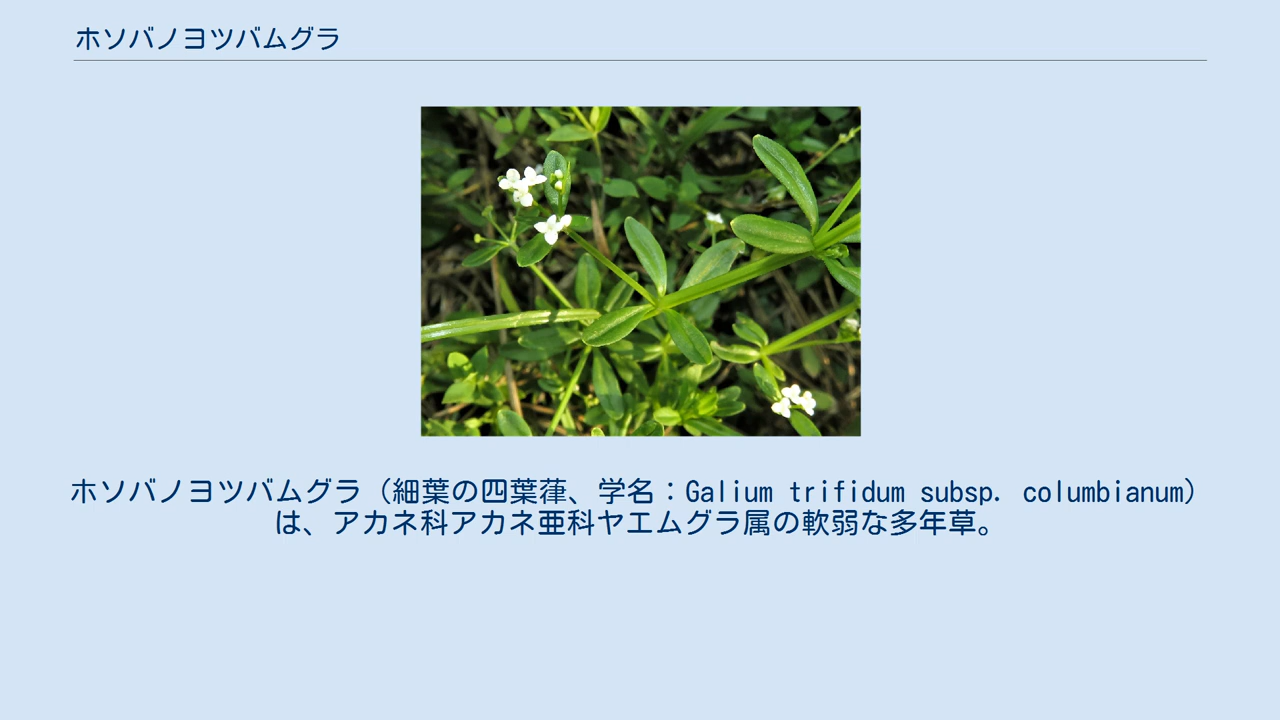 ホソバノヨツバムグラ
ホソバノヨツバムグラ（細葉の四葉葎、学名：Galium trifidum subsp. columbianum）
は、アカネ科アカネ亜科ヤエムグラ属の軟弱な多年草。